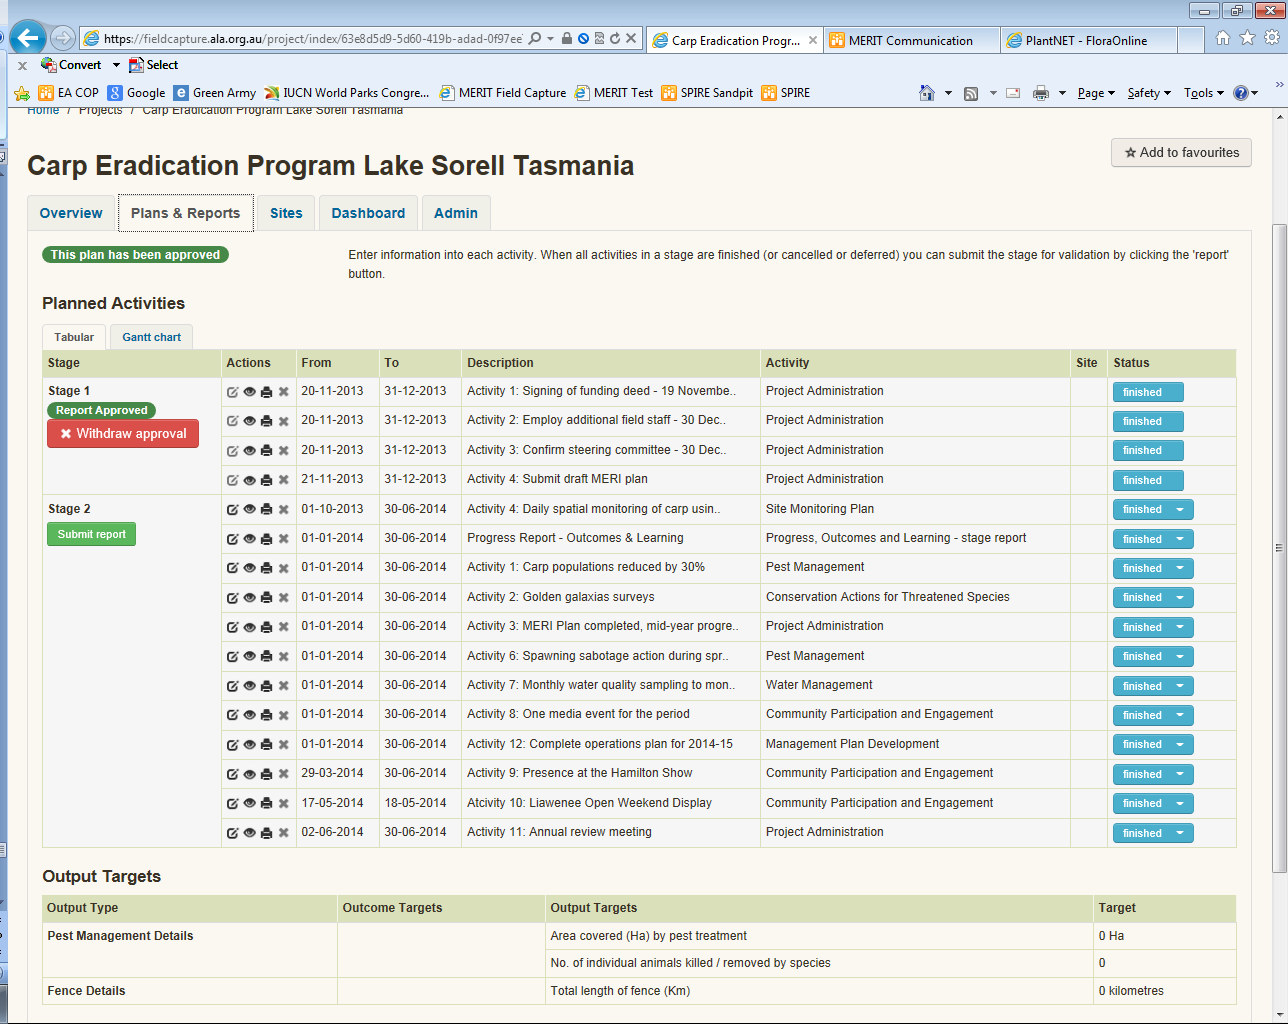 https://fieldcapture.ala.org.au/project/index/63e8d5d9-5d60-419b-adad-0f97ee
Carp Eradication Progr...
MERIT Communication
PlantNET - FloraOnline
Convert
Select
EA COP
Google
Green Army
IUCN World Parks Congre...
MERIT Field Capture
MERIT Test
SPIRE Sandpit
SPIRE
Page
Safety
Tools
Home / Projects / Carp Eradication Program Lake Sorell Tasmania
Carp Eradication Program Lake Sorell Tasmania
Add to favourites
Overview
Plans & Reports
Sites
Dashboard
Admin
This plan has been approved
Enter information into each activity. When all activities in a stage are finished (or cancelled or deferred) you can submit the stage for validation by clicking the 'report'
button.
Planned Activities
Tabular
Gantt chart
Stage Actions From To Description Activity Site Status
Stage 1
Report Approved
Withdraw approval
20-11-2013 31-12-2013 Activity 1: Signing of funding deed - 19 Novembe.. Project Administration finished
20-11-2013 31-12-2013 Activity 2: Employ additional field staff - 30 Dec.. Project Administration finished
20-11-2013 31-12-2013 Activity 3: Confirm steering committee - 30 Dec.. Project Administration finished
21-11-2013 31-12-2013 Activity 4: Submit draft MERI plan Project Administration finished
Stage 2
Submit report
01-10-2013 30-06-2014 Activity 4: Daily spatial monitoring of carp usin.. Site Monitoring Plan finished
01-01-2014 30-06-2014 Progress Report - Outcomes & Learning Progress, Outcomes and Learning - stage report finished
01-01-2014 30-06-2014 Activity 1: Carp populations reduced by 30% Pest Management finished
01-01-2014 30-06-2014 Activity 2: Golden galaxias surveys Conservation Actions for Threatened Species finished
01-01-2014 30-06-2014 Activity 3: MERI Plan completed, mid-year progre.. Project Administration finished
01-01-2014 30-06-2014 Activity 6: Spawning sabotage action during spr.. Pest Management finished
01-01-2014 30-06-2014 Activity 7: Monthly water quality sampling to mon.. Water Management finished
01-01-2014 30-06-2014 Activity 8: One media event for the period Community Participation and Engagement finished
01-01-2014 30-06-2014 Activity 12: Complete operations plan for 2014-15 Management Plan Development finished
29-03-2014 30-06-2014 Activity 9: Presence at the Hamilton Show Community Participation and Engagement finished
17-05-2014 18-05-2014 Atcivity 10: Liawenee Open Weekend Display Community Participation and Engagement finished
02-06-2014 30-06-2014 Activity 11: Annual review meeting Project Administration finished
Output Targets
Output Type Outcome Targets Output Targets Target
Pest Management Details Area covered (Ha) by pest treatment 0 Ha
No. of individual animals killed / removed by species 0
Fence Details Total length of fence (Km) 0 kilometres